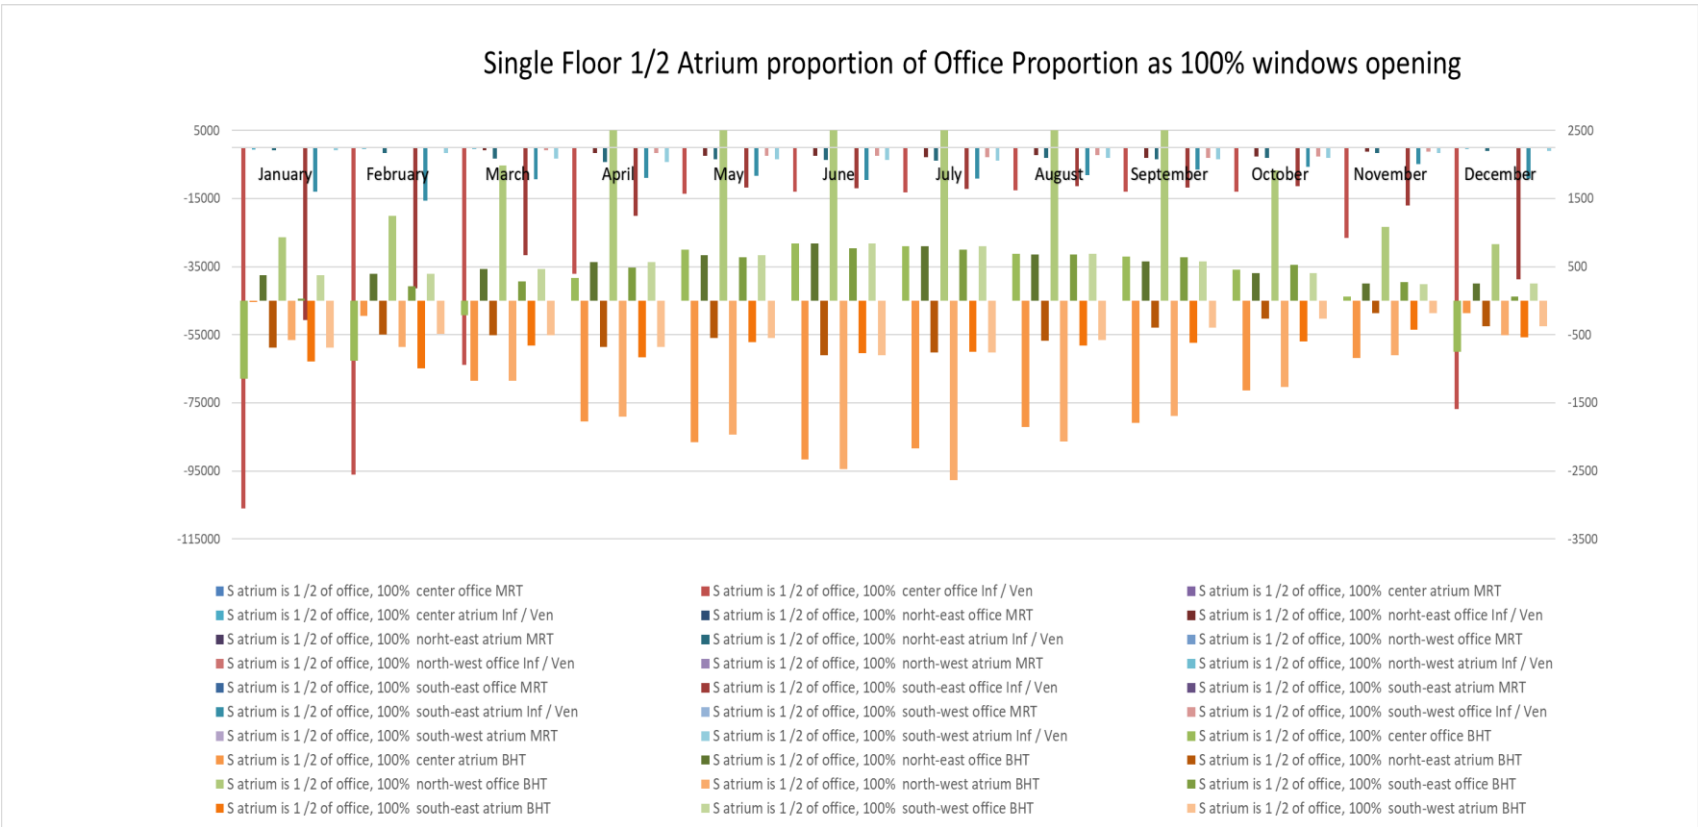 Single Floor 1/2 Atrium proportion of Office Proportion as 100% windows opening
5000 2500
January February March April May June July August September October November December
-15000 1500
-35000 500
-55000 -500
-75000 -1500
-95000 -2500
-115000 -3500
S atrium is 1 /2 of office, 100% center office MRT S atrium is 1 /2 of office, 100% center office Inf / Ven S atrium is 1 /2 of office, 100% center atrium MRT
S atrium is 1 /2 of office, 100% center atrium Inf / Ven S atrium is 1 /2 of office, 100% norht-east office MRT S atrium is 1 /2 of office, 100% norht-east office Inf / Ven
S atrium is 1 /2 of office, 100% norht-east atrium MRT S atrium is 1 /2 of office, 100% norht-east atrium Inf / Ven S atrium is 1 /2 of office, 100% north-west office MRT
S atrium is 1 /2 of office, 100% north-west office Inf / Ven S atrium is 1 /2 of office, 100% north-west atrium MRT S atrium is 1 /2 of office, 100% north-west atrium Inf / Ven
S atrium is 1 /2 of office, 100% south-east office MRT S atrium is 1 /2 of office, 100% south-east office Inf / Ven S atrium is 1 /2 of office, 100% south-east atrium MRT
S atrium is 1 /2 of office, 100% south-east atrium Inf / Ven S atrium is 1 /2 of office, 100% south-west office MRT S atrium is 1 /2 of office, 100% south-west office Inf / Ven
S atrium is 1 /2 of office, 100% south-west atrium MRT S atrium is 1 /2 of office, 100% south-west atrium Inf / Ven S atrium is 1 /2 of office, 100% center office BHT
S atrium is 1 /2 of office, 100% center atrium BHT S atrium is 1 /2 of office, 100% norht-east office BHT S atrium is 1 /2 of office, 100% norht-east atrium BHT
S atrium is 1 /2 of office, 100% north-west office BHT S atrium is 1 /2 of office, 100% north-west atrium BHT S atrium is 1 /2 of office, 100% south-east office BHT
S atrium is 1 /2 of office, 100% south-east atrium BHT S atrium is 1 /2 of office, 100% south-west office BHT S atrium is 1 /2 of office, 100% south-west atrium BHT